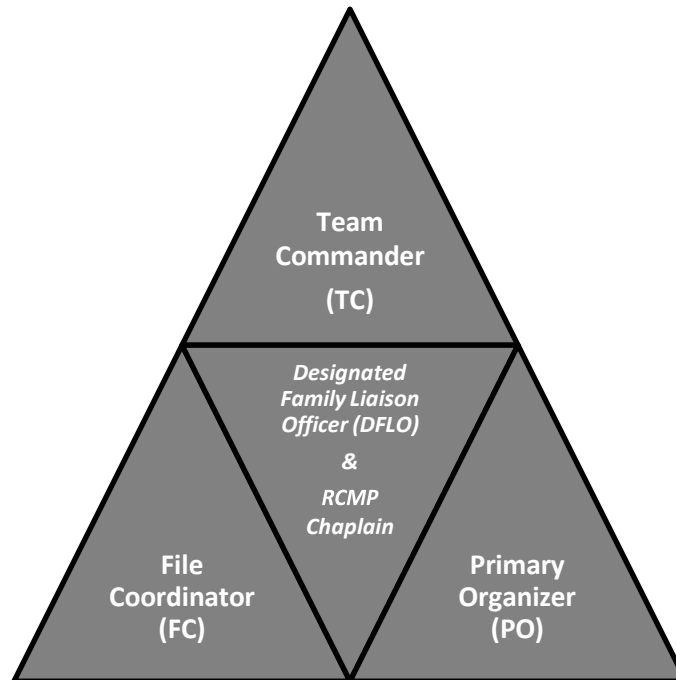 Team
Commander
(TC)
Designated
Family Liaison
Officer (DFLO)
&
RCMP
Chaplain
File
Coordinator
(FC)
Primary
Organizer
(PO)